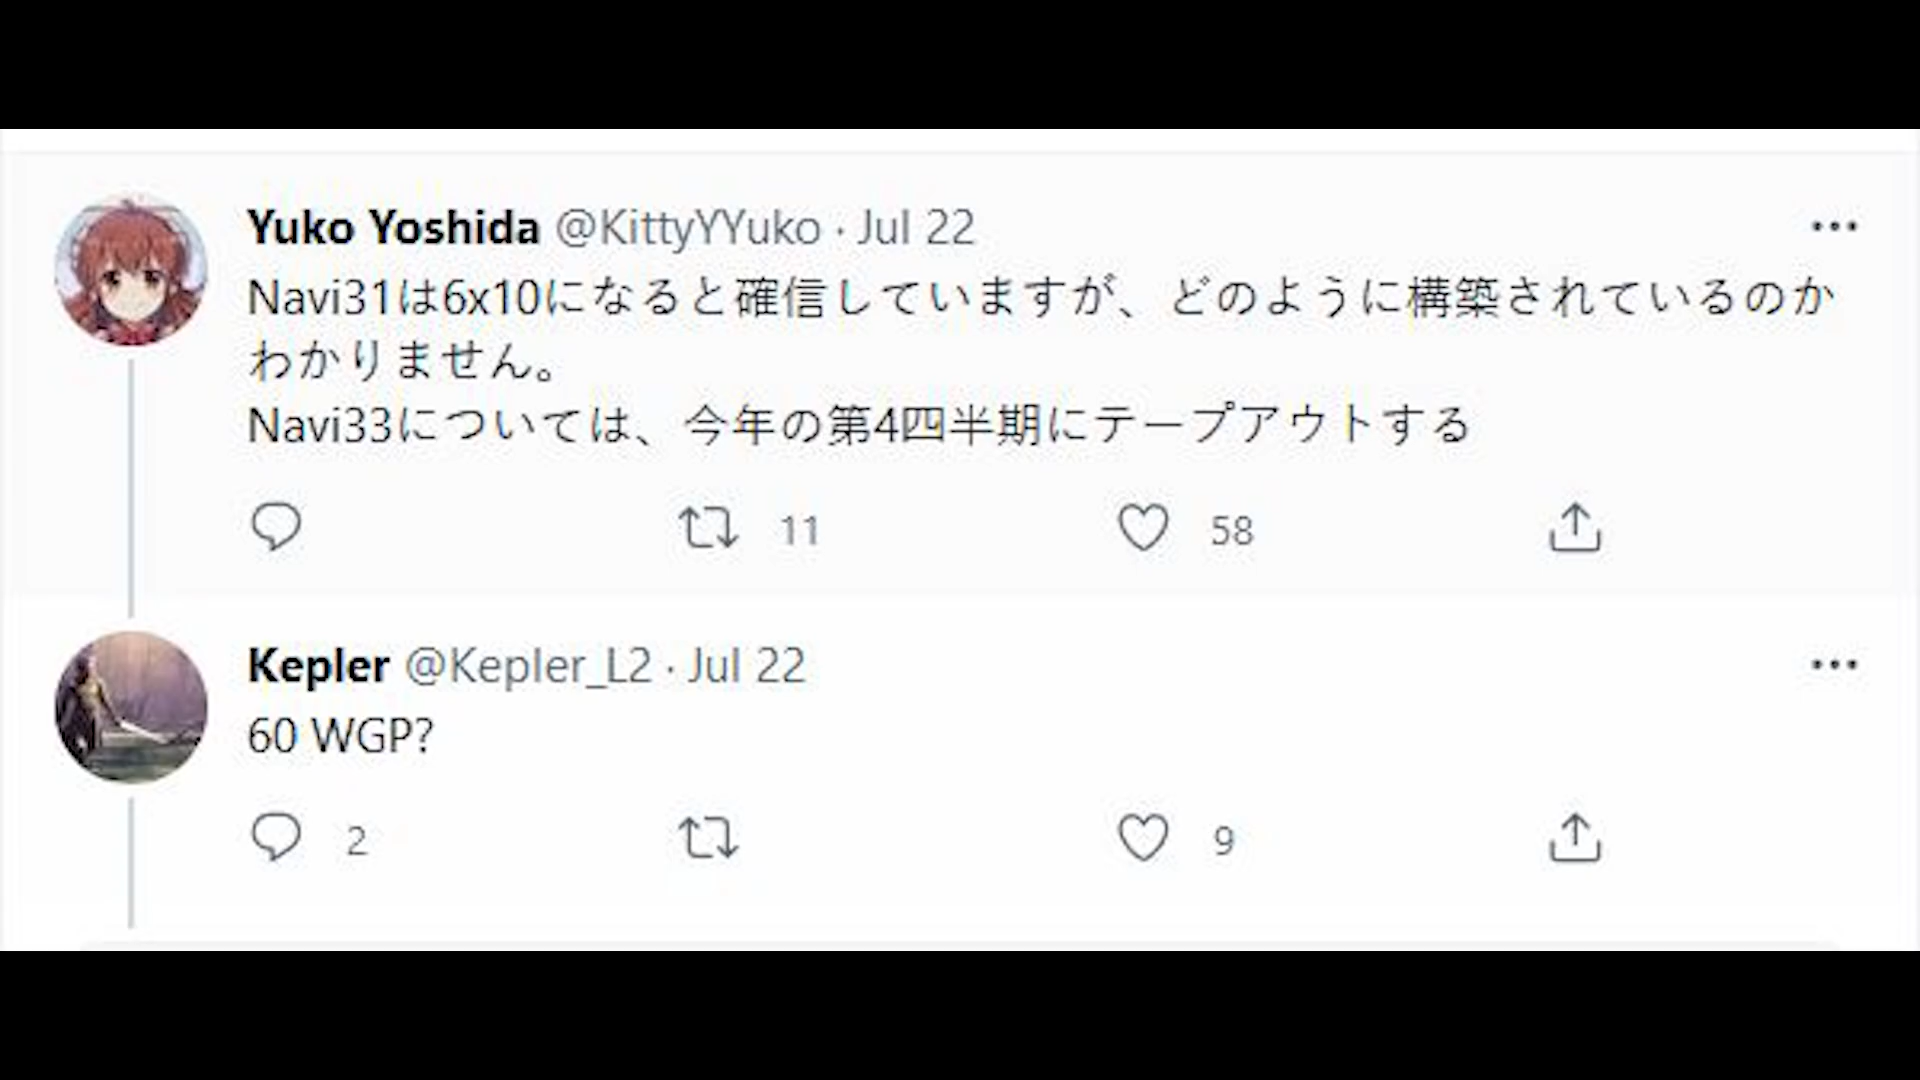 Yuko Yoshida @KittyYYuko · Jul 22
Navi31は6x10になると確信していますが、どのように構築されているのか
わかりません。
Navi33については、今年の第4四半期にテープアウトする
11 58
Kepler @Kepler_L2 · Jul 22
60 WGP?
2 9